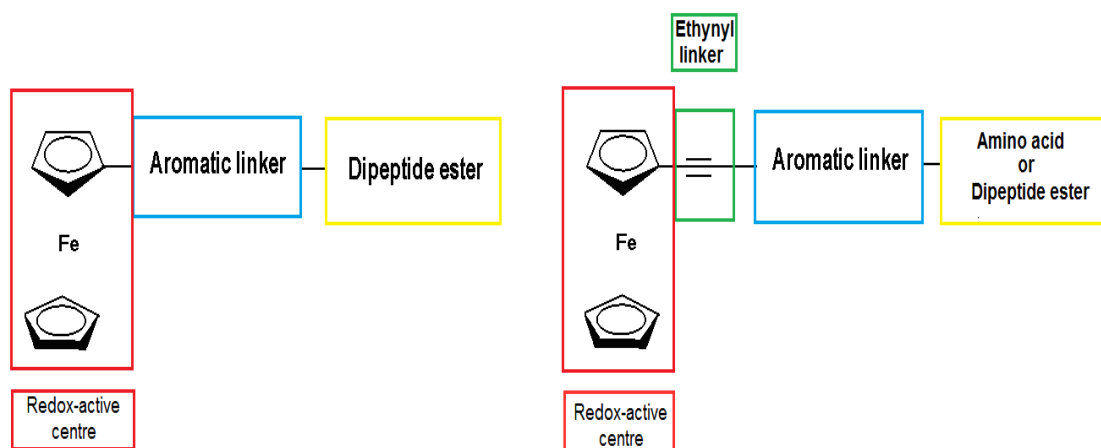 Aromatic linker
Dipeptide ester
Fe
Redox-active
centre
Ethynyl
linker
Aromatic linker
Amino acid
or
Dipeptide ester
Fe
Redox-active
centre